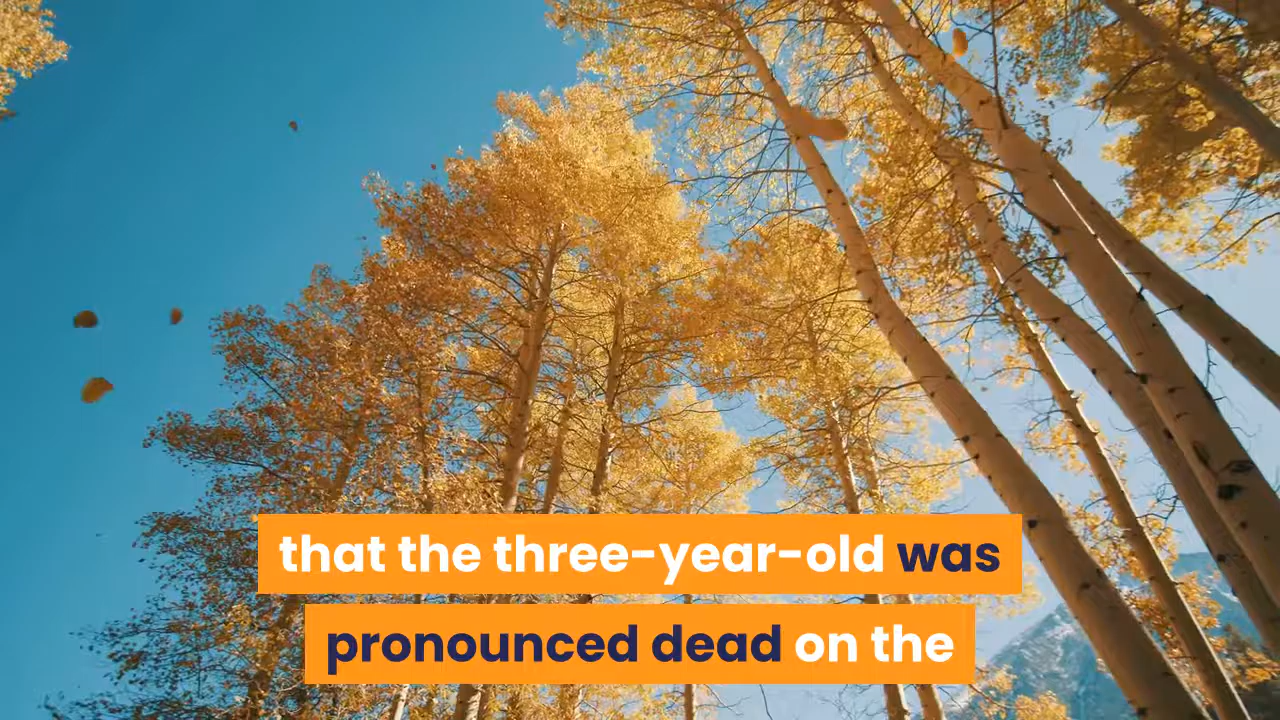 that the three-year-old was
pronounced dead on the